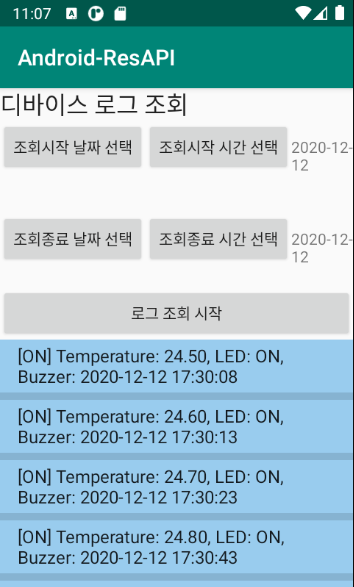 11:07
Android-ResAPI
디바이스 로그 조회
조회시작 날짜 선택 조회시작 시간 선택 2020-12-
12
조회종료 날짜 선택 조회종료 시간 선택 2020-12-
12
로그 조회 시작
[ON] Temperature: 24.50, LED: ON,
Buzzer: 2020-12-12 17:30:08
[ON] Temperature: 24.60, LED: ON,
Buzzer: 2020-12-12 17:30:13
[ON] Temperature: 24.70, LED: ON,
Buzzer: 2020-12-12 17:30:23
[ON] Temperature: 24.80, LED: ON,
Buzzer: 2020-12-12 17:30:43